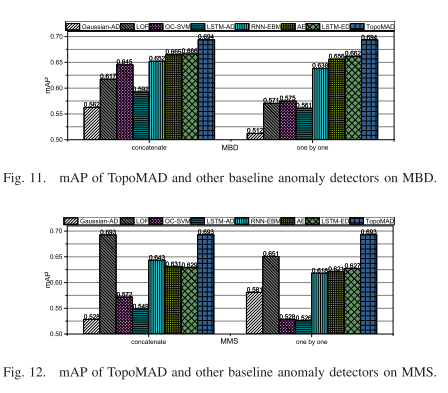 Gaussian-AD LOF OC-SVM LSTM-AD RNN-EBM AE LSTM-ED TopoMAD
0.70
0.65
0.60
0.55
0.50
mAP
0.562 0.617 0.645 0.592 0.652 0.665 0.666 0.694
0.512 0.571 0.575 0.561 0.638 0.656 0.662 0.694
concatenate MBD one by one
Fig. 11. mAP of TopoMAD and other baseline anomaly detectors on MBD.
Gaussian-AD LOF OC-SVM LSTM-AD RNN-EBM AE LSTM-ED TopoMAD
0.70
0.65
0.60
0.55
0.50
mAP
0.528 0.693 0.572 0.549 0.643 0.631 0.629 0.693
0.581 0.651 0.528 0.526 0.618 0.621 0.627 0.693
concatenate MMS one by one
Fig. 12. mAP of TopoMAD and other baseline anomaly detectors on MMS.